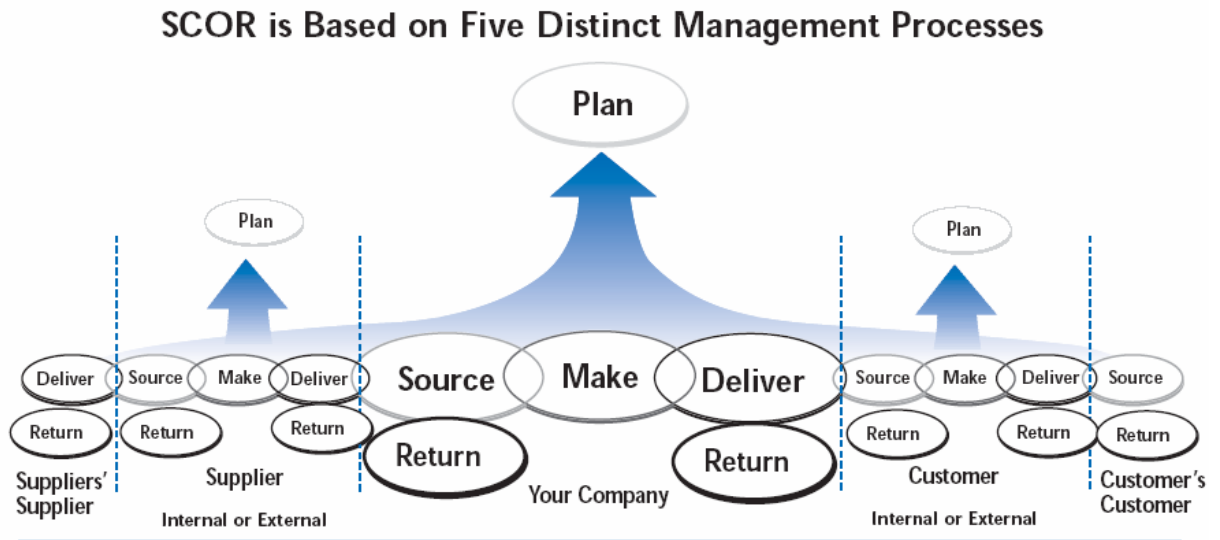 SCOR is Based on Five Distinct Management Processes
Plan
Plan
Plan
Deliver
Source
Make
Deliver
Source
Make
Deliver
Source
Make
Deliver
Source
Return
Return
Return
Return
Return
Return
Return
Return
Suppliers'
Supplier
Supplier
Internal or External
Your Company
Customer
Internal or External
Customer's
Customer